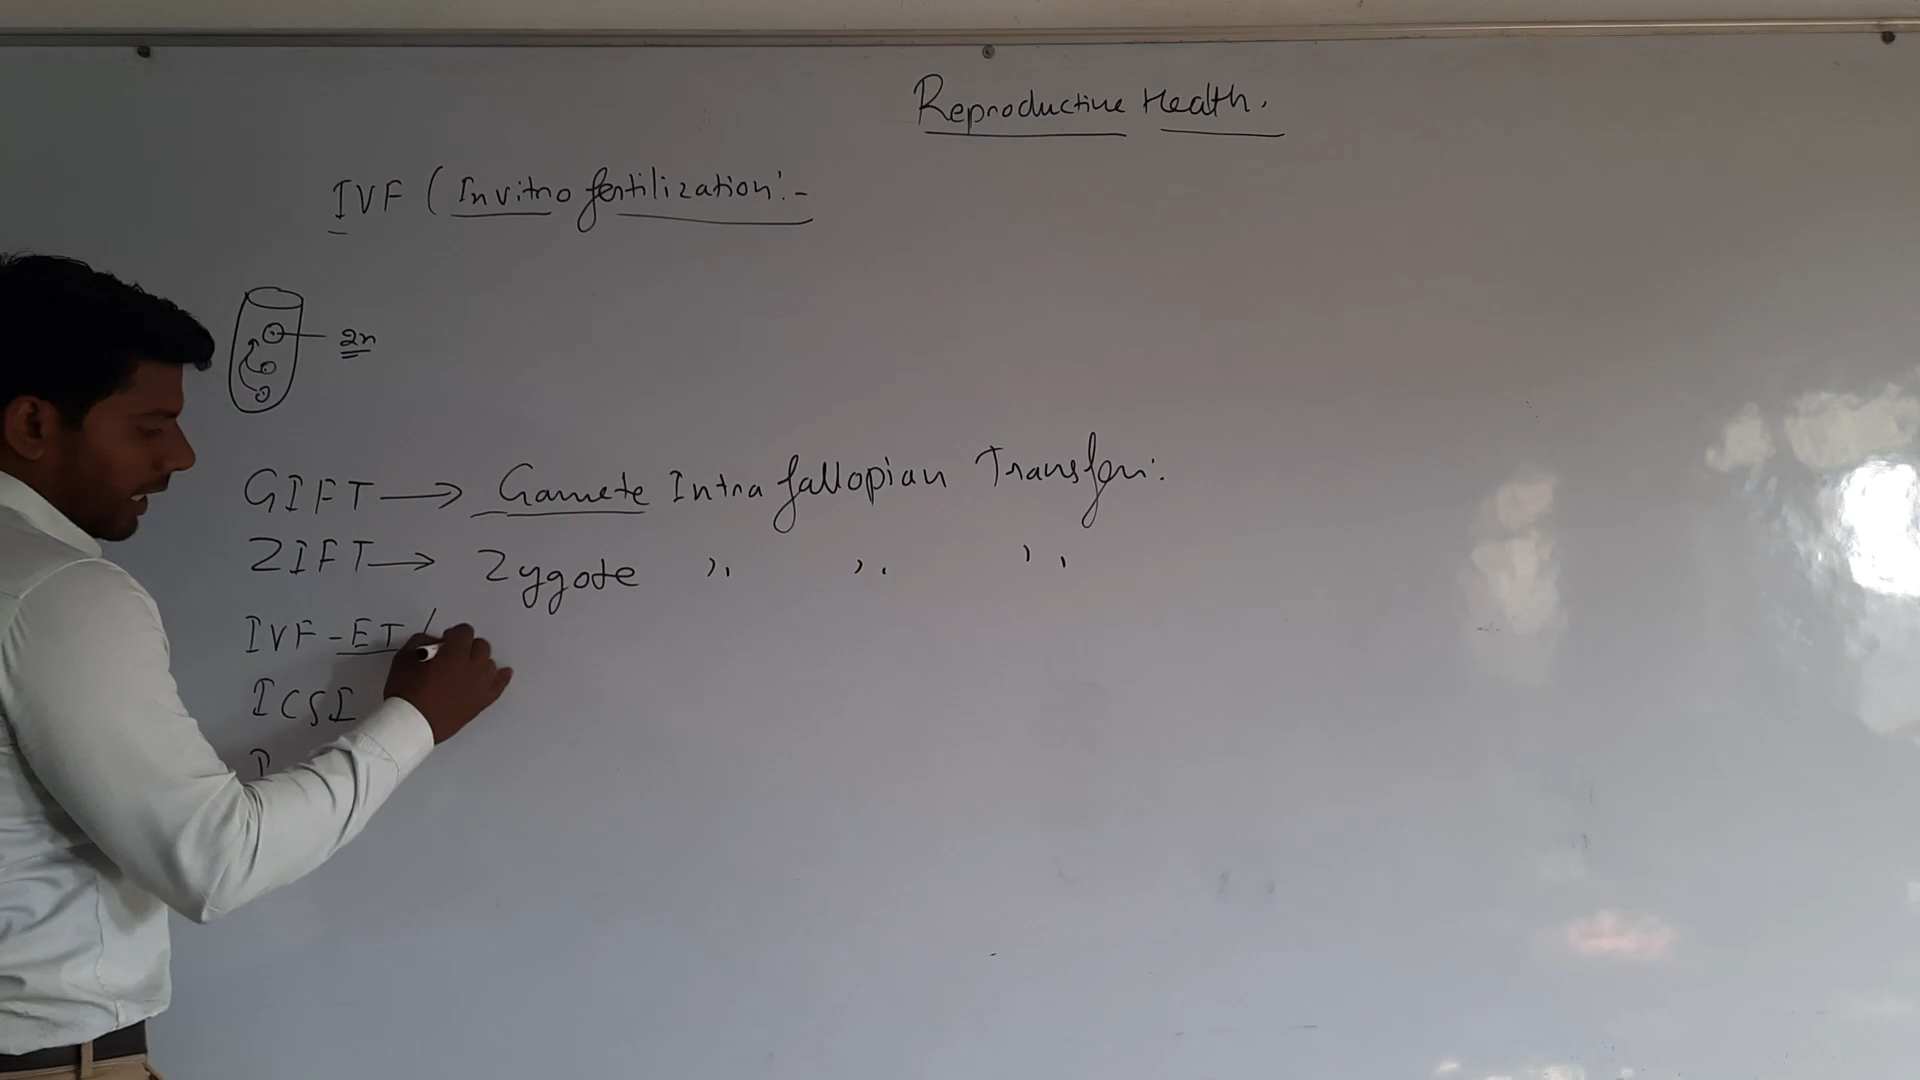 Reproductive Health.
IVF (Invitro fertilization:-
2n
GIFT → Gamete Intra fallopian Transfer:
ZIFT → Zygote ,, ,, ,,
IVF-ET/
ICSI
I